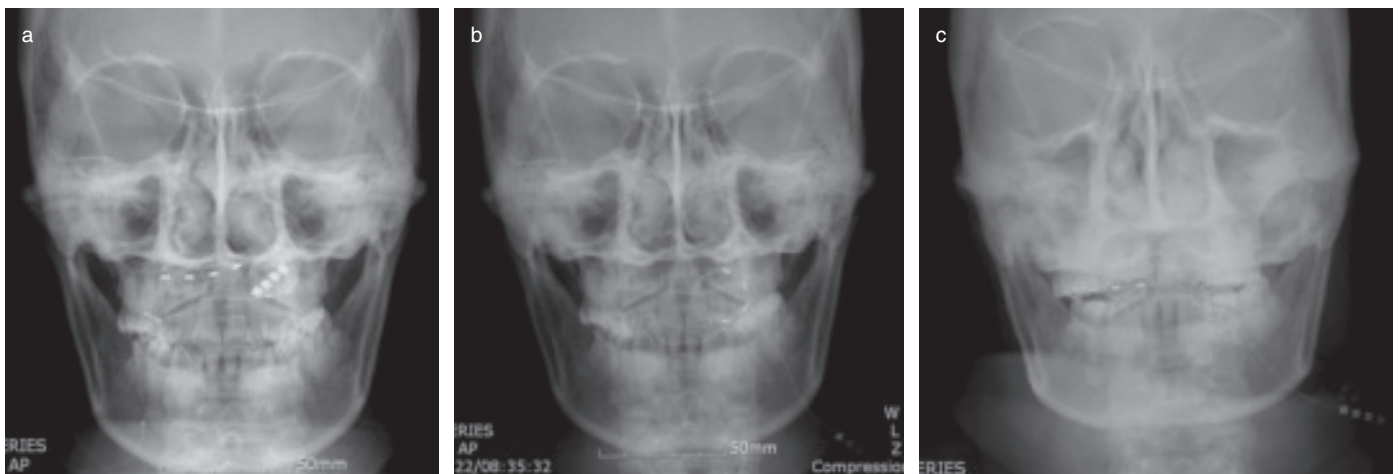 a
ERIES
AP
50mm
b
ERIES
AP
22/08:35:32
50mm
W
L
Z
Compressio
c
ERIES